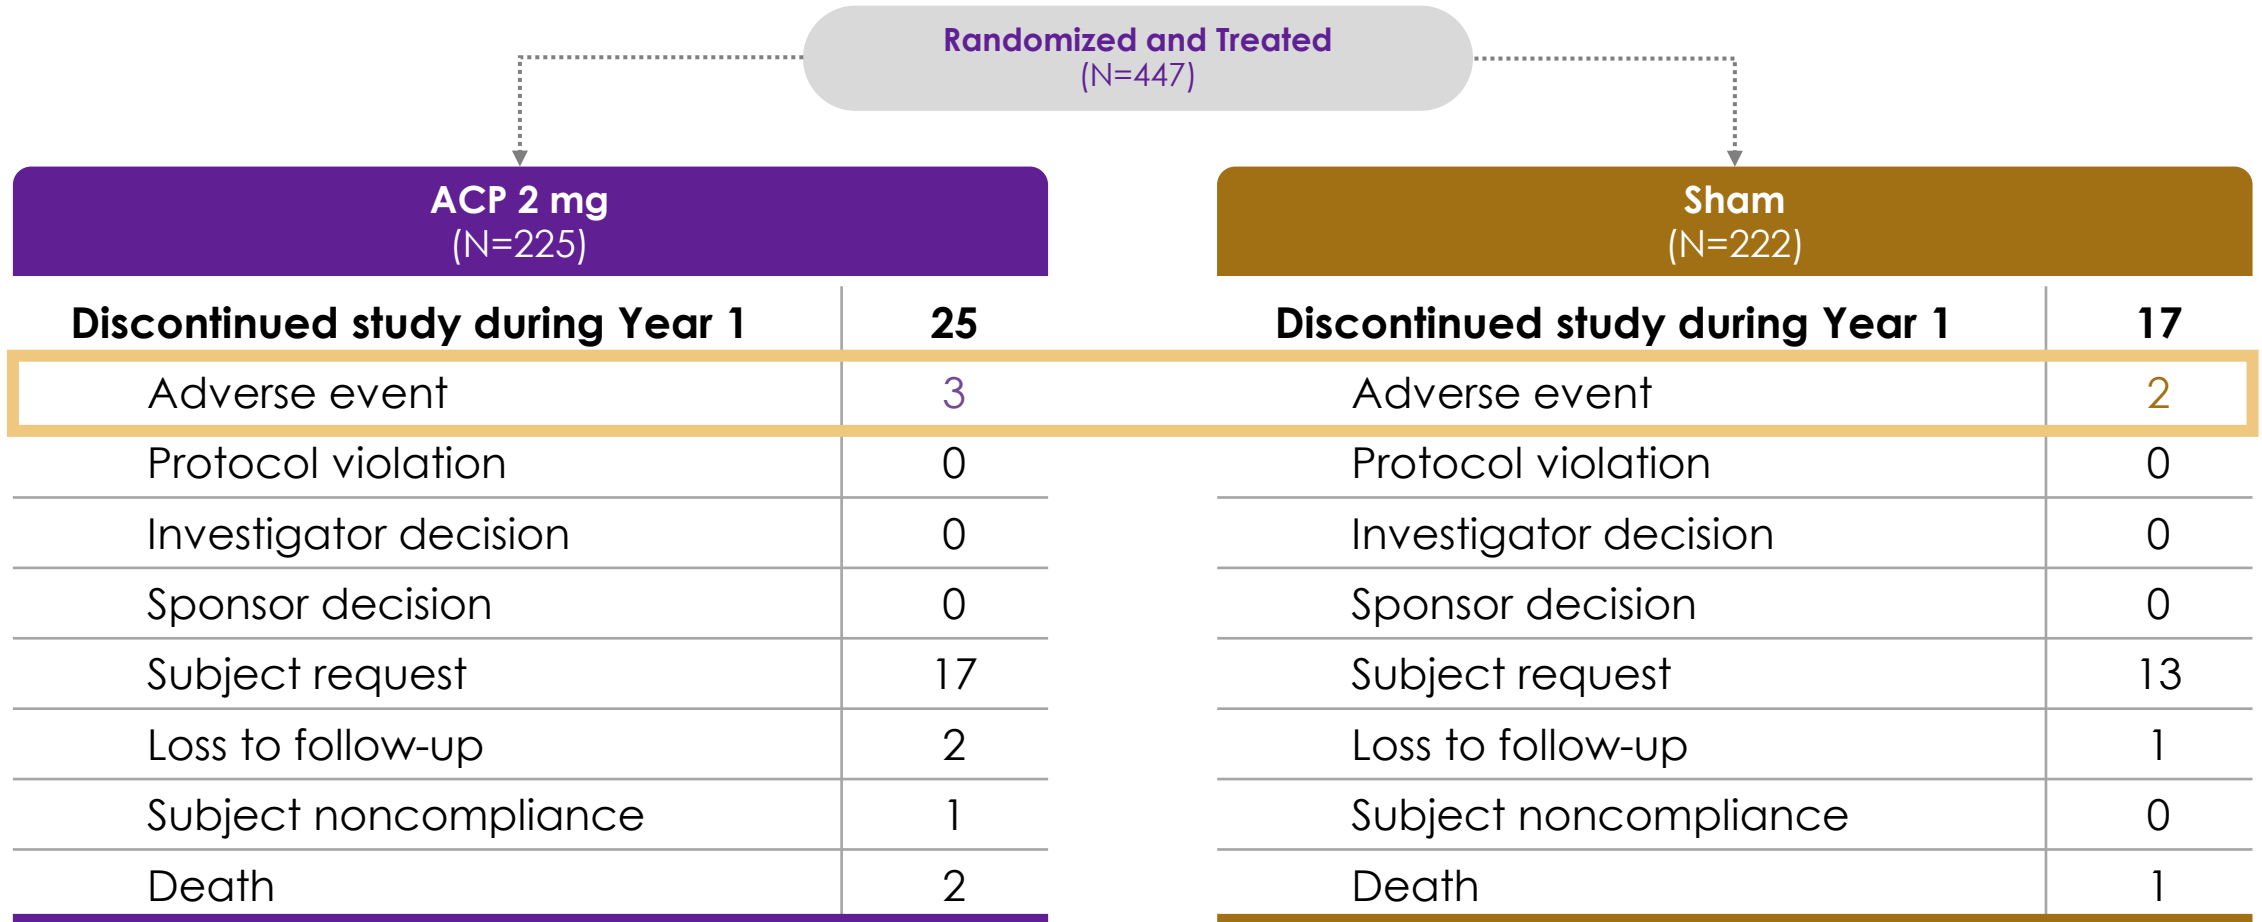 Randomized and Treated
(N=447)
ACP 2 mg
(N=225)
Discontinued study during Year 1 25
Adverse event 3
Protocol violation 0
Investigator decision 0
Sponsor decision 0
Subject request 17
Loss to follow-up 2
Subject noncompliance 1
Death 2
Sham
(N=222)
Discontinued study during Year 1 17
Adverse event 2
Protocol violation 0
Investigator decision 0
Sponsor decision 0
Subject request 13
Loss to follow-up 1
Subject noncompliance 0
Death 1